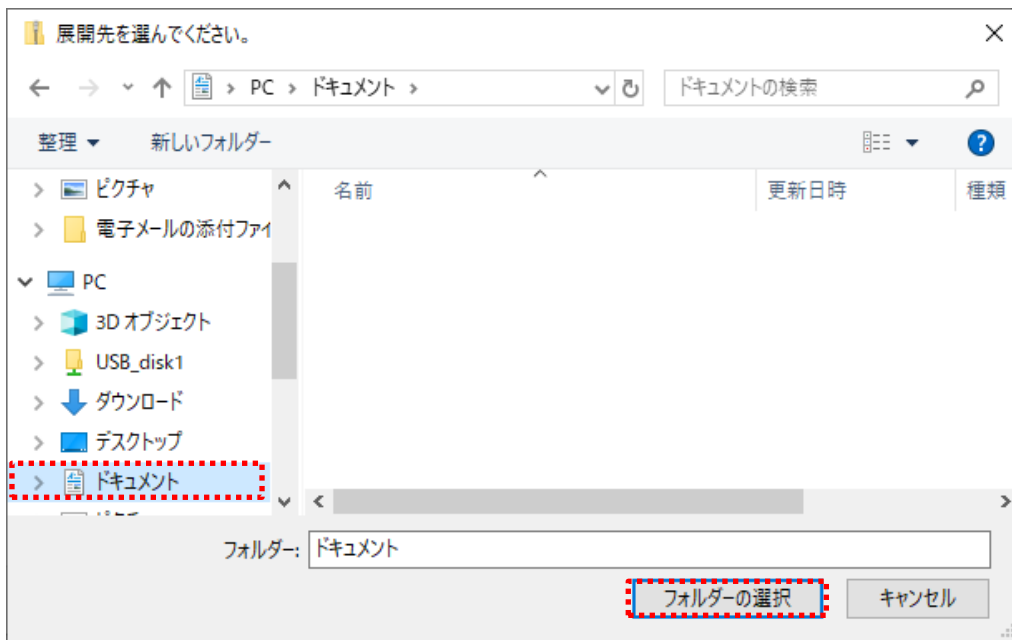 展開先を選んでください。
PC > ドキュメント >
ドキュメントの検索
整理 新しいフォルダー
名前 更新日時 種類
ピクチャ
電子メールの添付ファイ
PC
3D オブジェクト
USB_disk1
ダウンロード
デスクトップ
ドキュメント
フォルダー: ドキュメント
フォルダーの選択 キャンセル